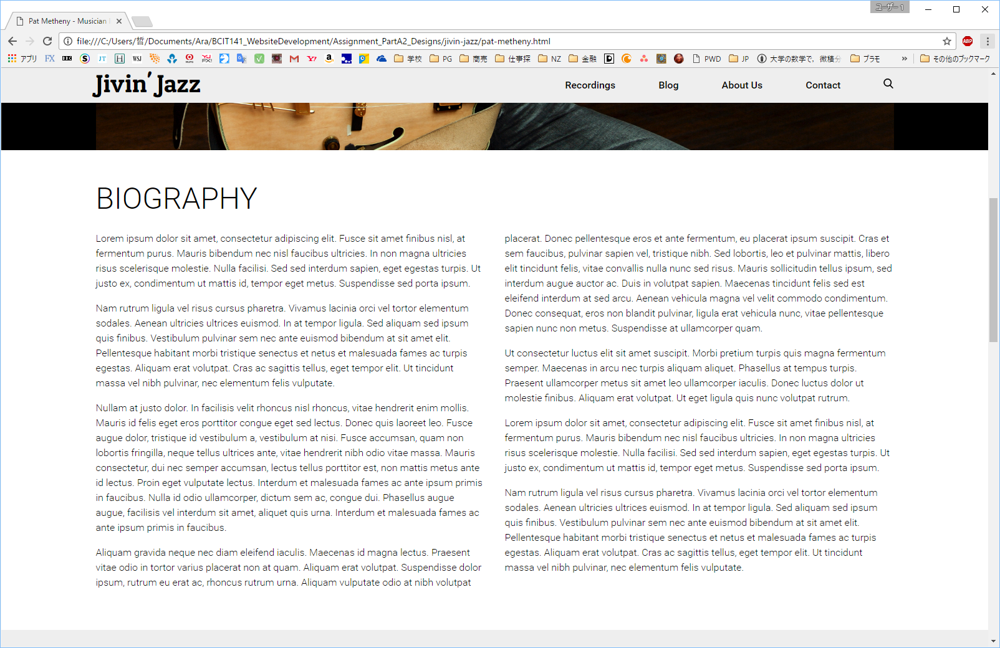 ユーザー 1
Pat Metheny - Musician
file:///C:/Users/哲/Documents/Ara/BCIT141_WebsiteDevelopment/Assignment_PartA2_Designs/jivin-jazz/pat-metheny.html
ABP
アプリ FX BBC S JT H WSJ 学校 PG 商売 仕事探 NZ 金融 PWD JP 大学の数学で，微積分 プラモ » その他のブックマーク
Jivin' Jazz
Recordings Blog About Us Contact
BIOGRAPHY
Lorem ipsum dolor sit amet, consectetur adipiscing elit. Fusce sit amet finibus nisl, at
fermentum purus. Mauris bibendum nec nisl faucibus ultricies. In non magna ultricies
risus scelerisque molestie. Nulla facilisi. Sed sed interdum sapien, eget egestas turpis. Ut
justo ex, condimentum ut mattis id, tempor eget metus. Suspendisse sed porta ipsum.
Nam rutrum ligula vel risus cursus pharetra. Vivamus lacinia orci vel tortor elementum
sodales. Aenean ultricies ultrices euismod. In at tempor ligula. Sed aliquam sed ipsum
quis finibus. Vestibulum pulvinar sem nec ante euismod bibendum at sit amet elit.
Pellentesque habitant morbi tristique senectus et netus et malesuada fames ac turpis
egestas. Aliquam erat volutpat. Cras ac sagittis tellus, eget tempor elit. Ut tincidunt
massa vel nibh pulvinar, nec elementum felis vulputate.
Nullam at justo dolor. In facilisis velit rhoncus nisl rhoncus, vitae hendrerit enim mollis.
Mauris id felis eget eros porttitor congue eget sed lectus. Donec quis laoreet leo. Fusce
augue dolor, tristique id vestibulum a, vestibulum at nisi. Fusce accumsan, quam non
lobortis fringilla, neque tellus ultrices ante, vitae hendrerit nibh odio vitae massa. Mauris
consectetur, dui nec semper accumsan, lectus tellus porttitor est, non mattis metus ante
id lectus. Proin eget vulputate lectus. Interdum et malesuada fames ac ante ipsum primis
in faucibus. Nulla id odio ullamcorper, dictum sem ac, congue dui. Phasellus augue
augue, facilisis vel interdum sit amet, aliquet quis urna. Interdum et malesuada fames ac
ante ipsum primis in faucibus.
Aliquam gravida neque nec diam eleifend iaculis. Maecenas id magna lectus. Praesent
vitae odio in tortor varius placerat non at quam. Aliquam erat volutpat. Suspendisse dolor
ipsum, rutrum eu erat ac, rhoncus rutrum urna. Aliquam vulputate odio at nibh volutpat
placerat. Donec pellentesque eros et ante fermentum, eu placerat ipsum suscipit. Cras et
sem faucibus, pulvinar sapien vel, tristique nibh. Sed lobortis, leo et pulvinar mattis, libero
elit tincidunt felis, vitae convallis nulla nunc sed risus. Mauris sollicitudin tellus ipsum, sed
interdum augue auctor ac. Duis in volutpat sapien. Maecenas tincidunt felis sed est
eleifend interdum at sed arcu. Aenean vehicula magna vel velit commodo condimentum.
Donec consequat, eros non blandit pulvinar, ligula erat vehicula nunc, vitae pellentesque
sapien nunc non metus. Suspendisse at ullamcorper quam.
Ut consectetur luctus elit sit amet suscipit. Morbi pretium turpis quis magna fermentum
semper. Maecenas in arcu nec turpis aliquam aliquet. Phasellus at tempus turpis.
Praesent ullamcorper metus sit amet leo ullamcorper iaculis. Donec luctus dolor ut
molestie finibus. Aliquam erat volutpat. Ut eget ligula quis nunc volutpat rutrum.
Lorem ipsum dolor sit amet, consectetur adipiscing elit. Fusce sit amet finibus nisl, at
fermentum purus. Mauris bibendum nec nisl faucibus ultricies. In non magna ultricies
risus scelerisque molestie. Nulla facilisi. Sed sed interdum sapien, eget egestas turpis. Ut
justo ex, condimentum ut mattis id, tempor eget metus. Suspendisse sed porta ipsum.
Nam rutrum ligula vel risus cursus pharetra. Vivamus lacinia orci vel tortor elementum
sodales. Aenean ultricies ultrices euismod. In at tempor ligula. Sed aliquam sed ipsum
quis finibus. Vestibulum pulvinar sem nec ante euismod bibendum at sit amet elit.
Pellentesque habitant morbi tristique senectus et netus et malesuada fames ac turpis
egestas. Aliquam erat volutpat. Cras ac sagittis tellus, eget tempor elit. Ut tincidunt
massa vel nibh pulvinar, nec elementum felis vulputate.